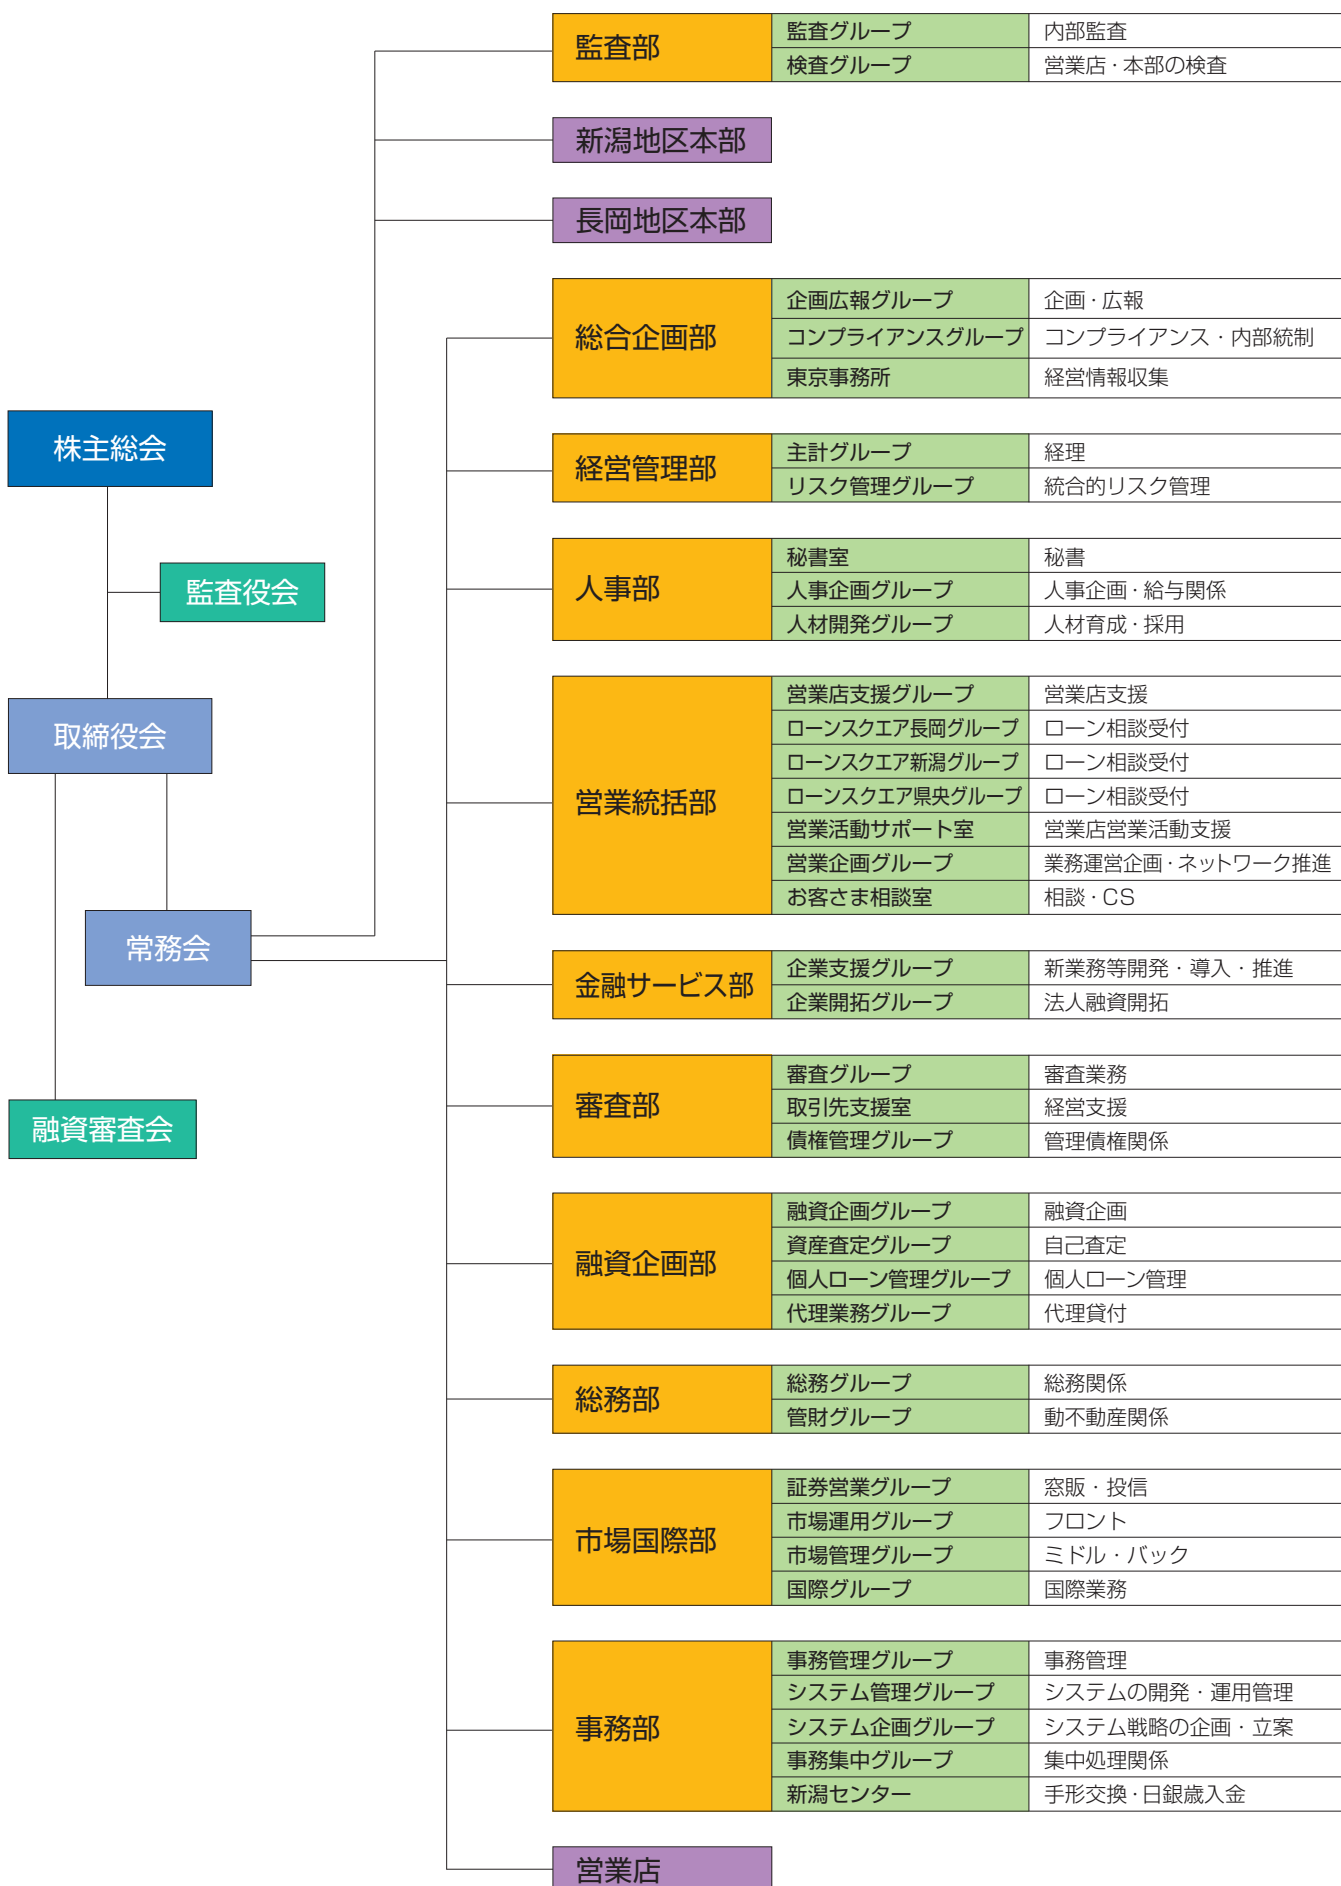 監査部
監査グループ 内部監査
検査グループ 営業店・本部の検査
新潟地区本部
長岡地区本部
総合企画部
企画広報グループ 企画・広報
コンプライアンスグループ コンプライアンス・内部統制
東京事務所 経営情報収集
株主総会
経営管理部
主計グループ 経理
リスク管理グループ 統合的リスク管理
監査役会
人事部
秘書室 秘書
人事企画グループ 人事企画・給与関係
人材開発グループ 人材育成・採用
取締役会
営業統括部
営業店支援グループ 営業店支援
ローンスクエア長岡グループ ローン相談受付
ローンスクエア新潟グループ ローン相談受付
ローンスクエア県央グループ ローン相談受付
営業活動サポート室 営業店営業活動支援
営業企画グループ 業務運営企画・ネットワーク推進
お客さま相談室 相談・CS
常務会
金融サービス部
企業支援グループ 新業務等開発・導入・推進
企業開拓グループ 法人融資開拓
融資審査会
審査部
審査グループ 審査業務
取引先支援室 経営支援
債権管理グループ 管理債権関係
融資企画部
融資企画グループ 融資企画
資産査定グループ 自己査定
個人ローン管理グループ 個人ローン管理
代理業務グループ 代理貸付
総務部
総務グループ 総務関係
管財グループ 動不動産関係
市場国際部
証券営業グループ 窓販・投信
市場運用グループ フロント
市場管理グループ ミドル・バック
国際グループ 国際業務
事務部
事務管理グループ 事務管理
システム管理グループ システムの開発・運用管理
システム企画グループ システム戦略の企画・立案
事務集中グループ 集中処理関係
新潟センター 手形交換・日銀歳入金
営業店